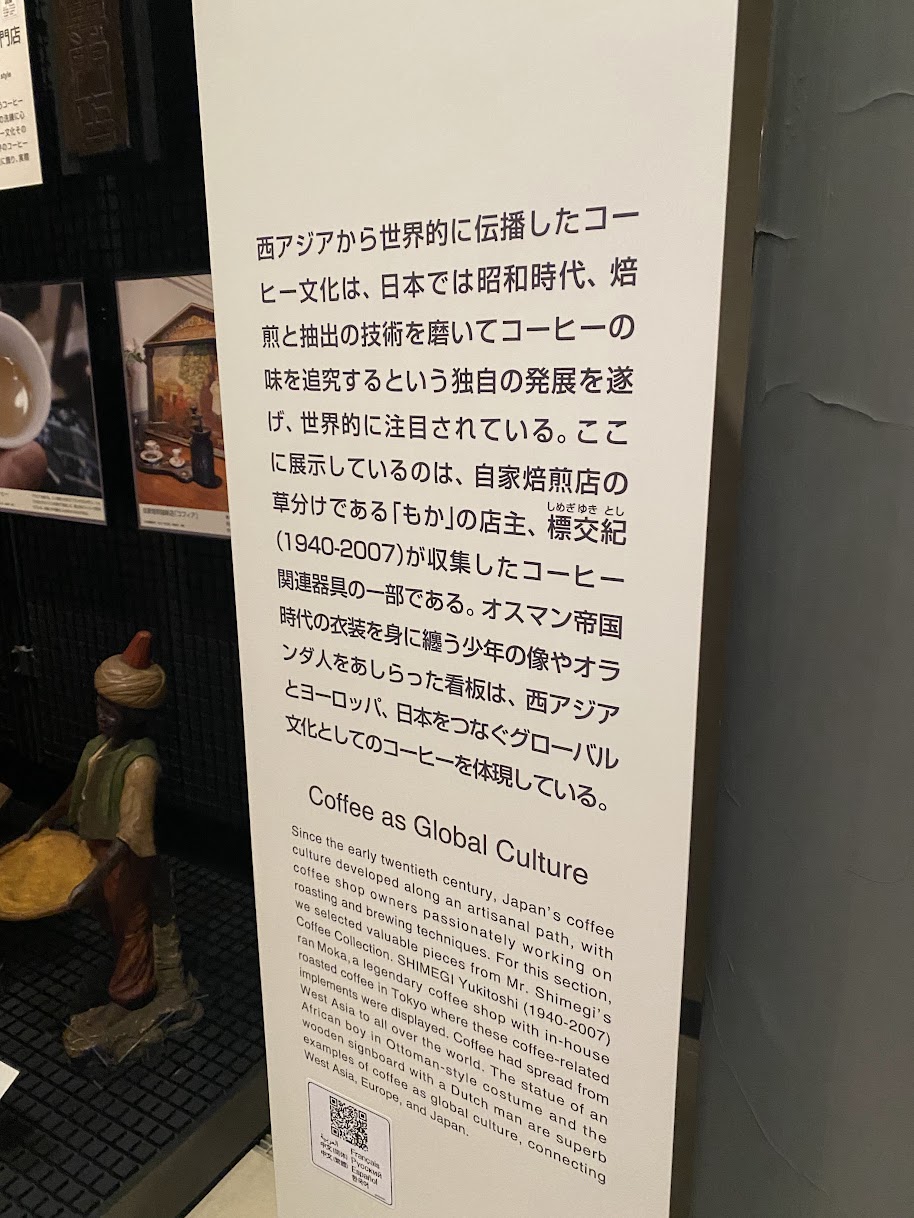 門店
style
西アジアから世界的に伝播したコー
ヒー文化は、日本では昭和時代、焙
煎と抽出の技術を磨いてコーヒーの
味を追究するという独自の発展を遂
げ、世界的に注目されている。ここ
に展示しているのは、自家焙煎店の
草分けである「もか」の店主、標交紀
しめぎ ゆき とし
(1940-2007)が収集したコーヒー
関連器具の一部である。オスマン帝国
時代の衣装を身に纏う少年の像やオラ
ンダ人をあしらった看板は、西アジア
とヨーロッパ、日本をつなぐグローバル
文化としてのコーヒーを体現している。
Coffee as Global Culture
Since the early twentieth century, Japan's coffee
culture developed along an artisanal path, with
coffee shop owners passionately working on
roasting and brewing techniques. For this section,
we selected valuable pieces from Mr. Shimegi's
Coffee Collection. SHIMEGI Yukitoshi (1940-2007)
ran Moka, a legendary coffee shop with in-house
roasted coffee in Tokyo where these coffee-related
implements were displayed. Coffee had spread from
West Asia to all over the world. The statue of an
African boy in Ottoman-style costume and the
wooden signboard with a Dutch man are superb
examples of coffee as global culture, connecting
West Asia, Europe, and Japan.
العربية Français
中文(简体) Русский
中文(繁體) Español
한국어